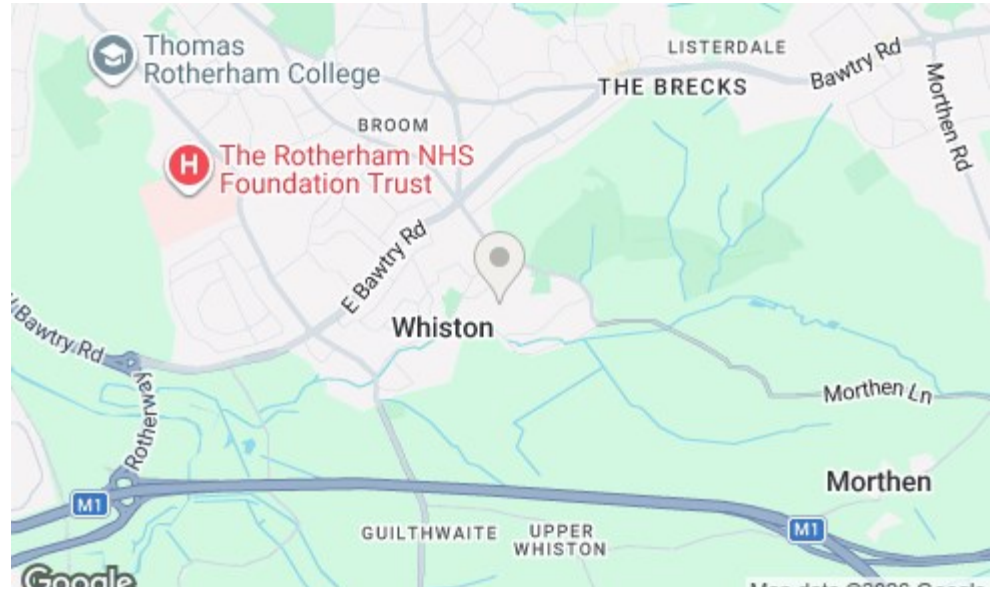 Thomas
Rotherham College
LISTERDALE
Bawtry Rd
THE BRECKS
Morthen Rd
BROOM
H
The Rotherham NHS
Foundation Trust
E Bawtry Rd
Whiston
Bawtry Rd
Rotherway
Morthen Ln
Morthen
M1
M1
GUILTHWAITE
UPPER
WHISTON
Google